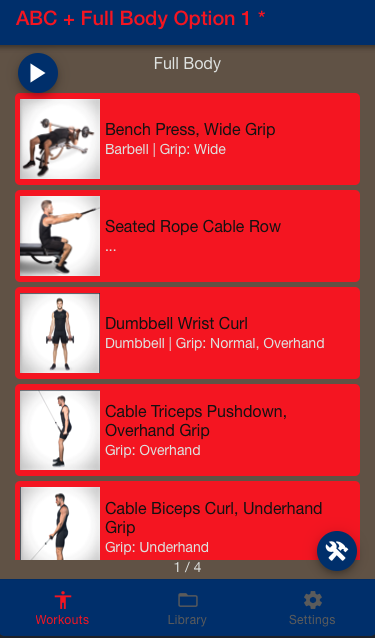 ABC + Full Body Option 1 *
Full Body
Bench Press, Wide Grip
Barbell | Grip: Wide
Seated Rope Cable Row
...
Dumbbell Wrist Curl
Dumbbell | Grip: Normal, Overhand
Cable Triceps Pushdown,
Overhand Grip
Grip: Overhand
Cable Biceps Curl, Underhand
Grip
Grip: Underhand
1 / 4
Workouts
Library
Settings